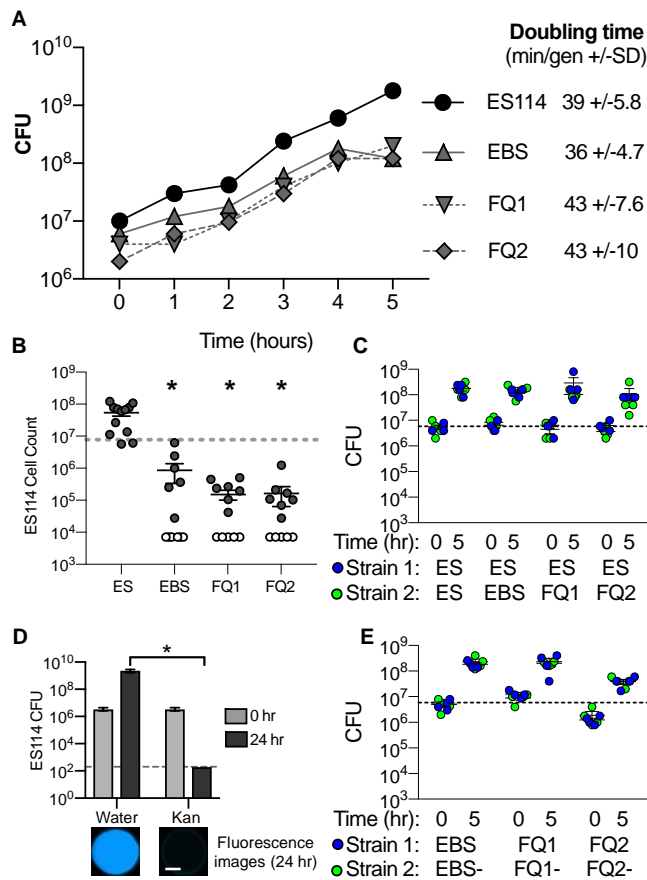 A
Doubling time
(min/gen +/-SD)
CFU
10^10
10^9
10^8
10^7
10^6
0 1 2 3 4 5
Time (hours)
ES114 39 +/-5.8
EBS 36 +/-4.7
FQ1 43 +/-7.6
FQ2 43 +/-10
B
ES114 Cell Count
10^9
10^8
10^7
10^6
10^5
10^4
10^3
* * *
ES EBS FQ1 FQ2
C
CFU
10^9
10^8
10^7
10^6
10^5
10^4
10^3
Time (hr): 0 5 0 5 0 5 0 5
Strain 1: ES ES ES ES
Strain 2: ES EBS FQ1 FQ2
D
ES114 CFU
10^10
10^8
10^6
10^4
10^2
10^0
*
0 hr
24 hr
Water Kan
Fluorescence
images (24 hr)
E
CFU
10^9
10^8
10^7
10^6
10^5
10^4
10^3
Time (hr): 0 5 0 5 0 5
Strain 1: EBS FQ1 FQ2
Strain 2: EBS- FQ1- FQ2-